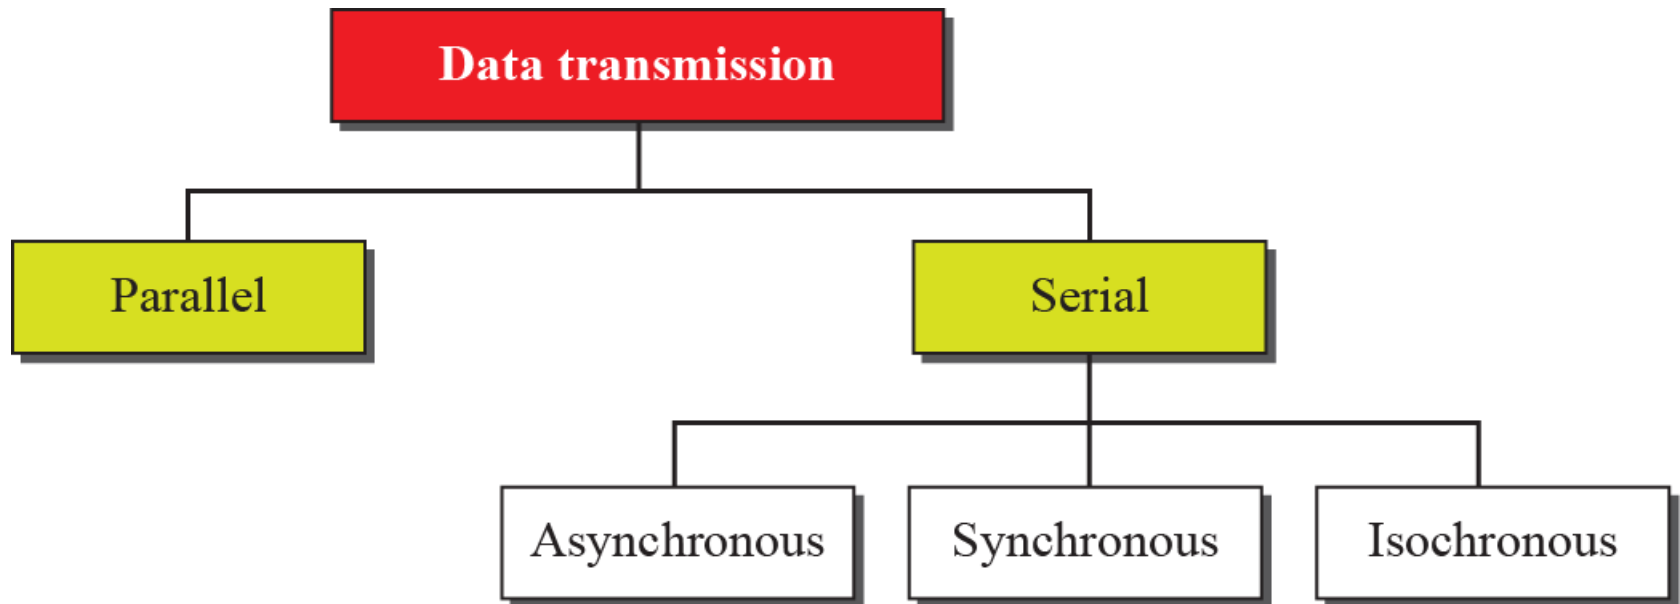 Data transmission
Parallel
Serial
Asynchronous
Synchronous
Isochronous